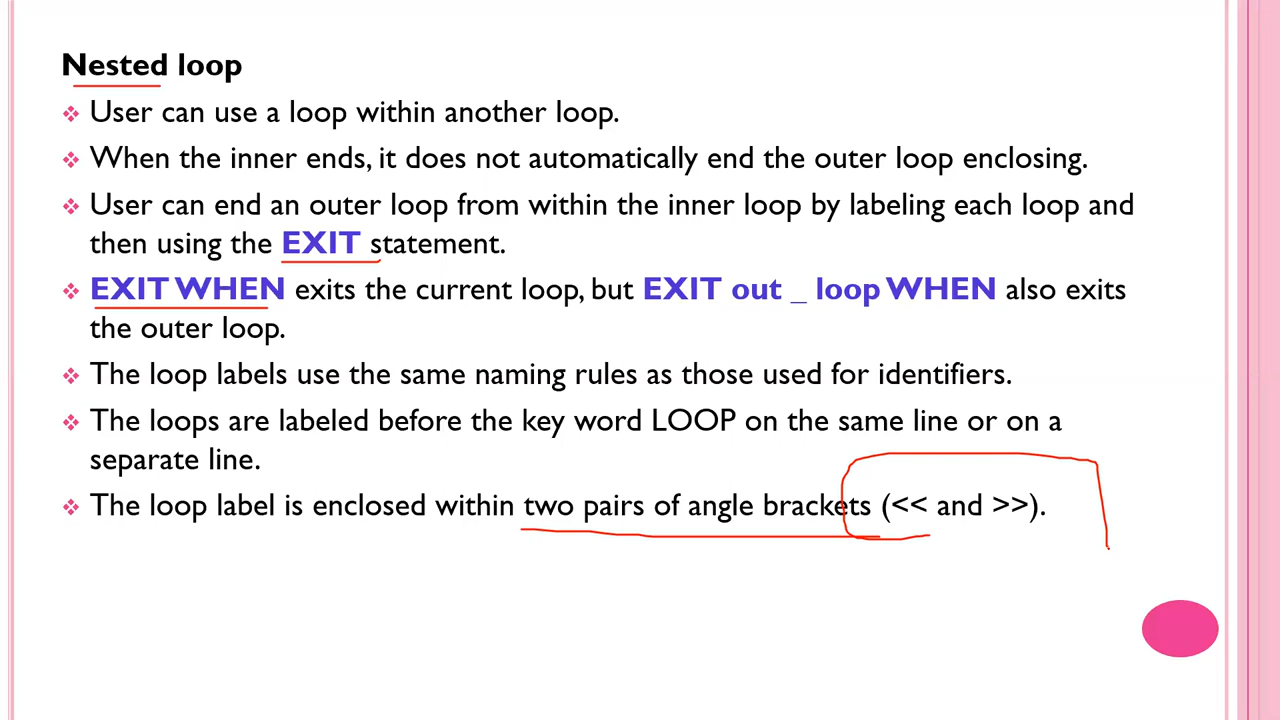 Nested loop
User can use a loop within another loop.
When the inner ends, it does not automatically end the outer loop enclosing.
User can end an outer loop from within the inner loop by labeling each loop and
then using the EXIT statement.
EXIT WHEN exits the current loop, but EXIT out _ loop WHEN also exits
the outer loop.
The loop labels use the same naming rules as those used for identifiers.
The loops are labeled before the key word LOOP on the same line or on a
separate line.
The loop label is enclosed within two pairs of angle brackets (<< and >>).